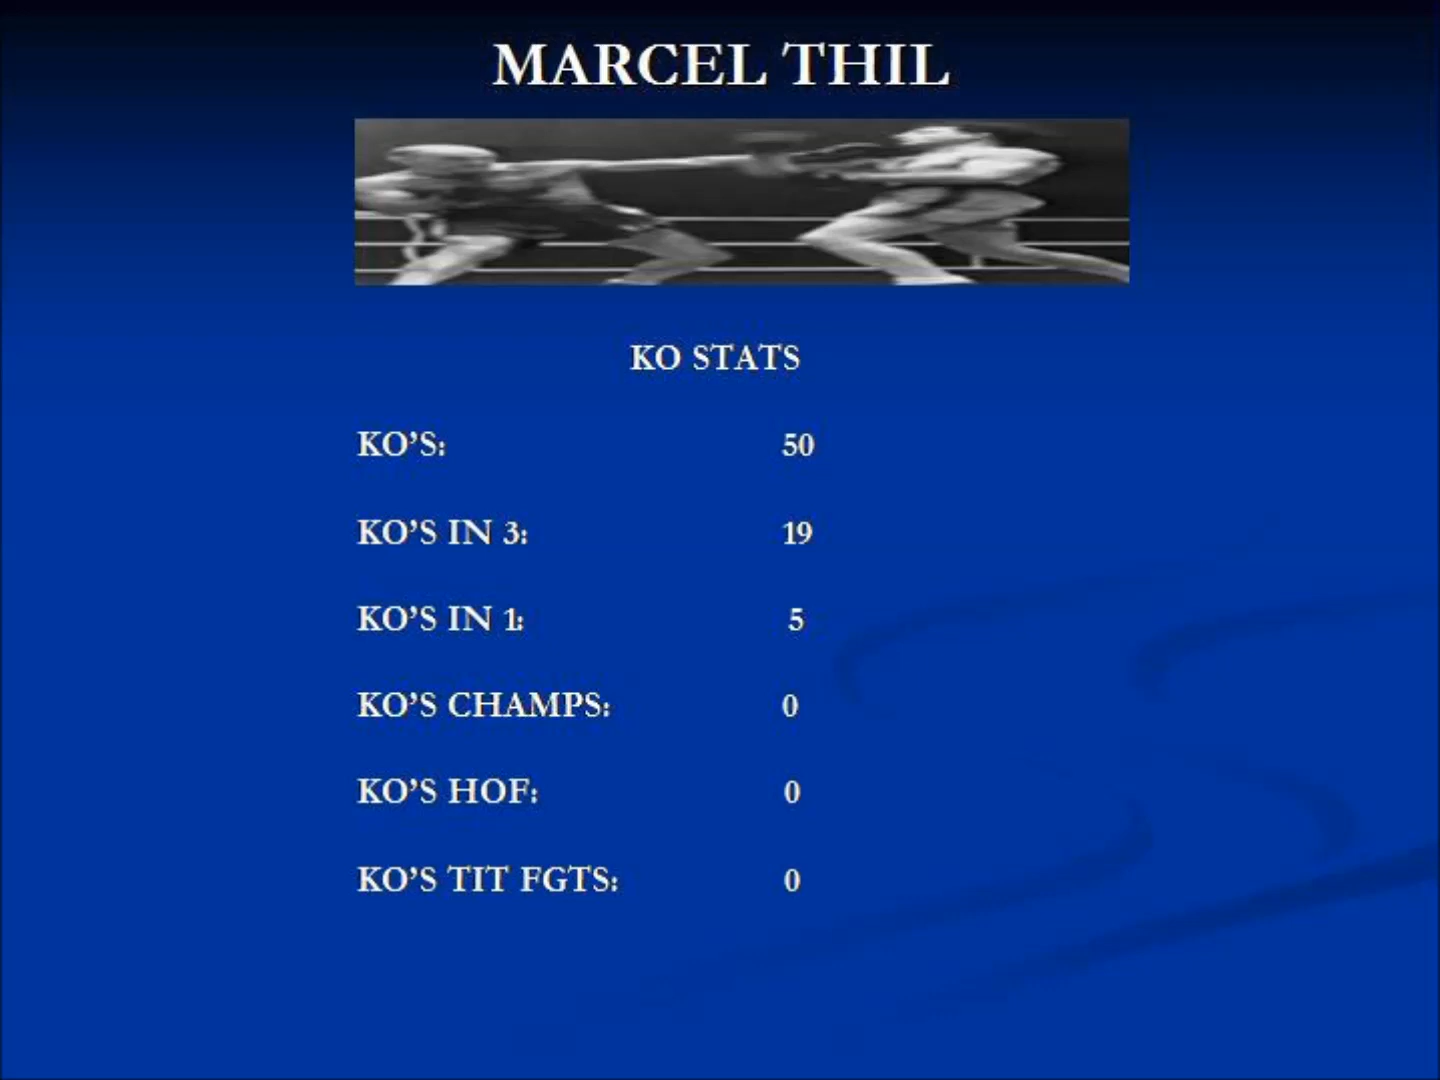 MARCEL THIL
KO STATS
KO'S: 50
KO'S IN 3: 19
KO'S IN 1: 5
KO'S CHAMPS: 0
KO'S HOF: 0
KO'S TIT FGTS: 0